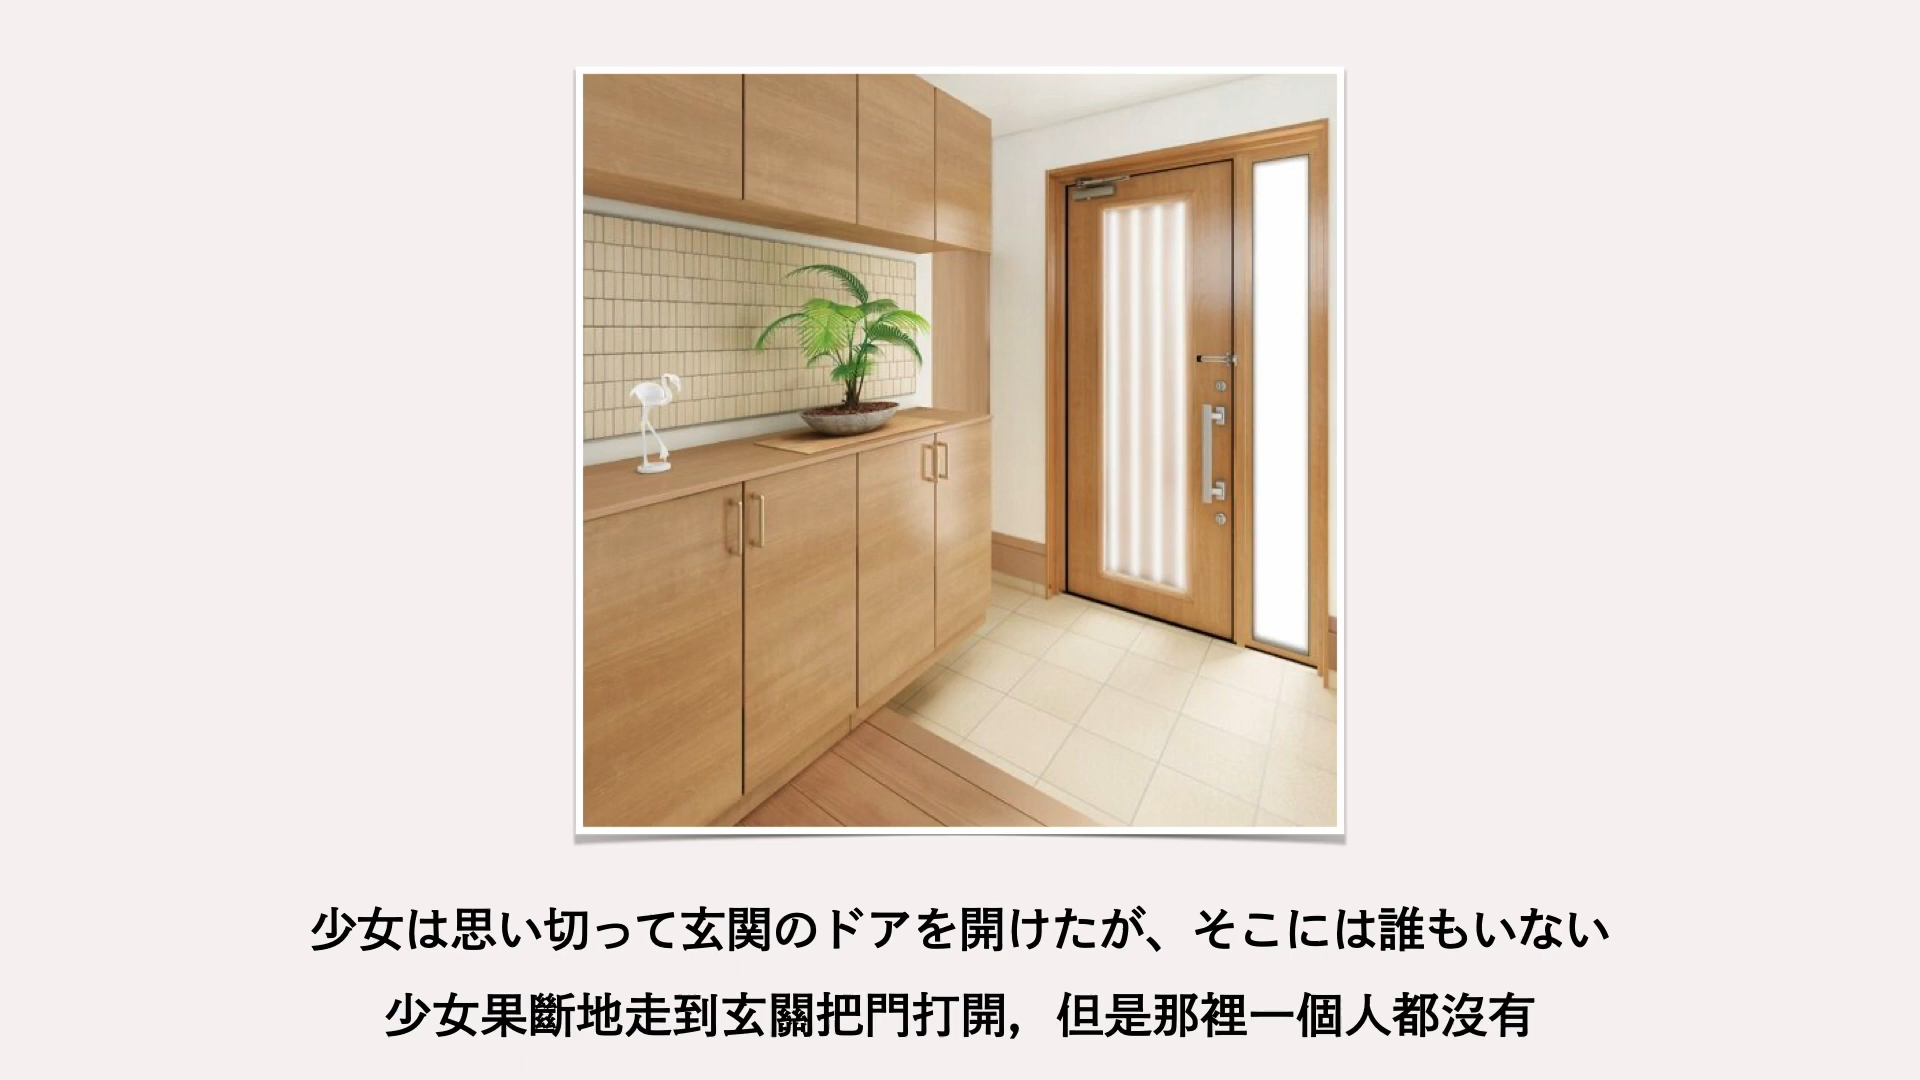 少女は思い切って玄関のドアを開けたが、そこには誰もいない
少女果斷地走到玄關把門打開，但是那裡一個人都沒有